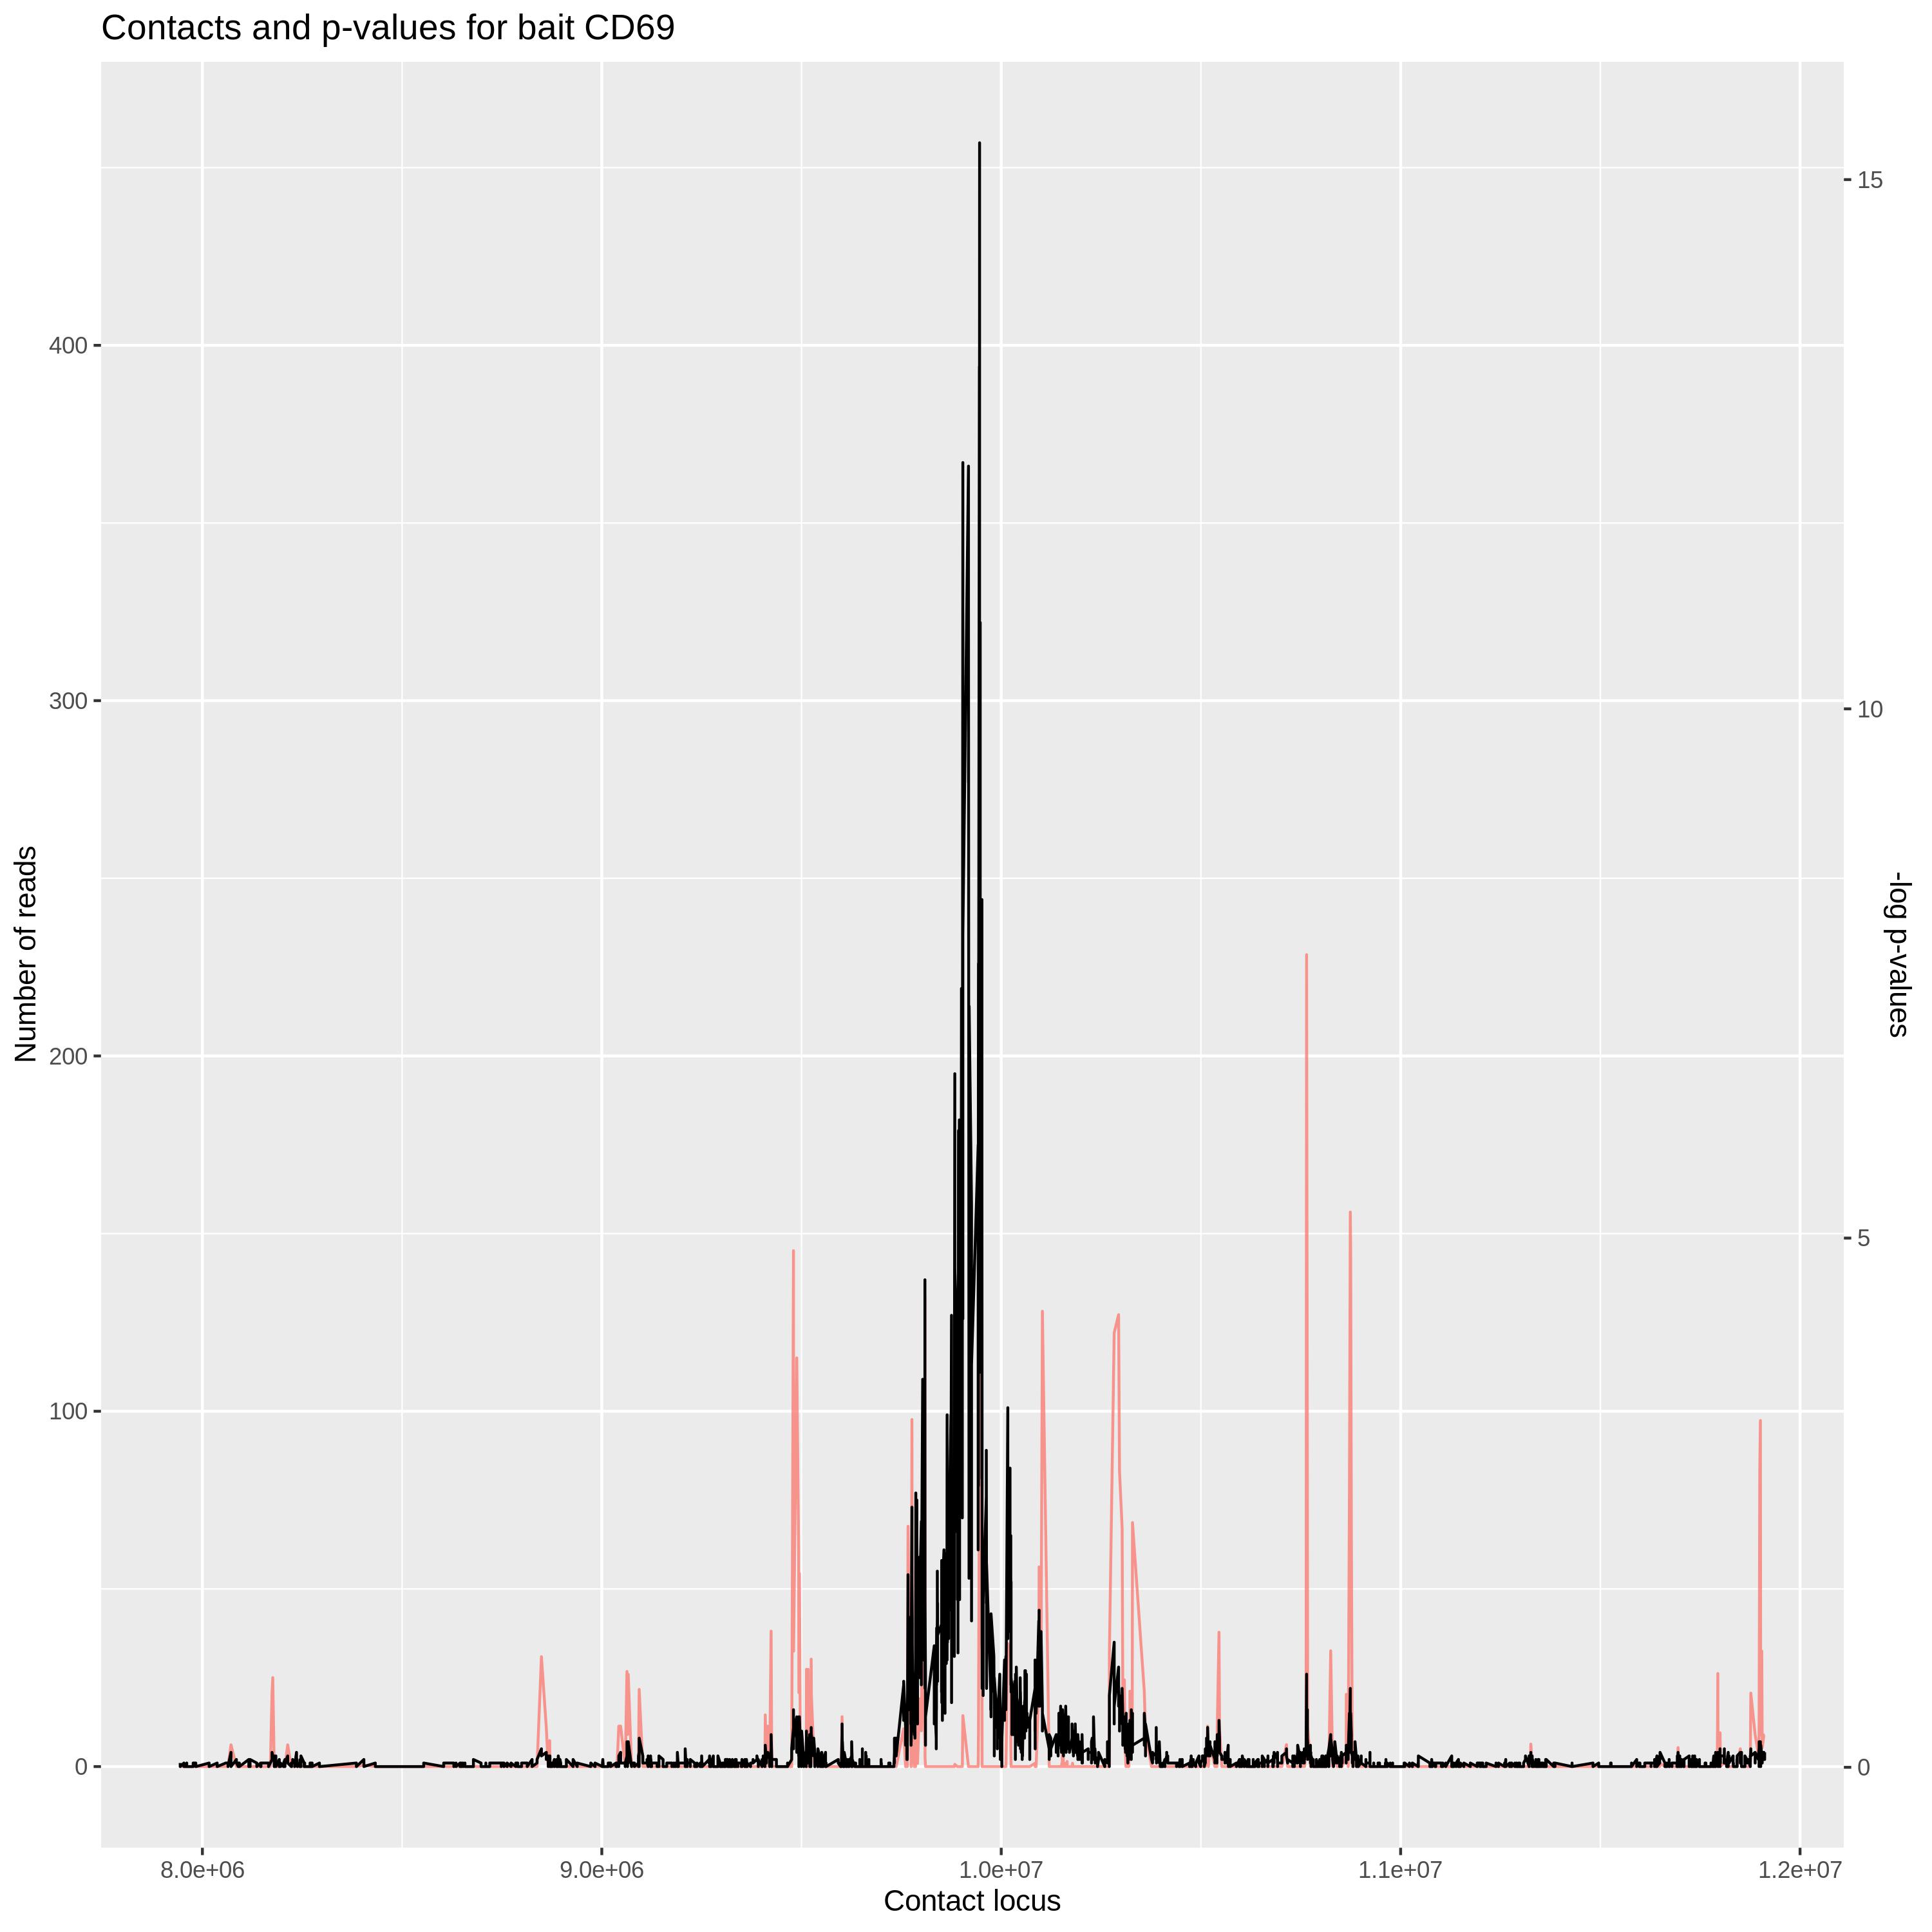 Contacts and p-values for bait CD69
Number of reads
400
300
200
100
0
15
10
5
0
-log p-values
8.0e+06
9.0e+06
1.0e+07
1.1e+07
1.2e+07
Contact locus